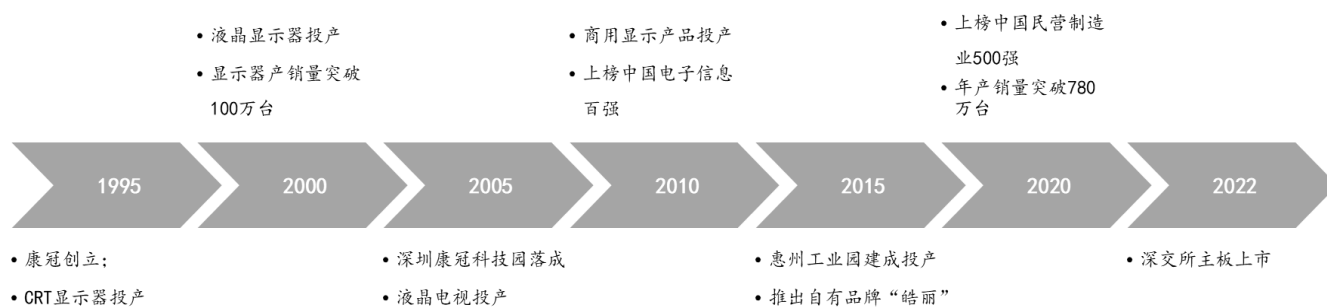 • 液晶显示器投产
• 显示器产销量突破
100万台
• 商用显示产品投产
• 上榜中国电子信息
百强
• 上榜中国民营制造
业500强
• 年产销量突破780
万台
1995
2000
2005
2010
2015
2020
2022
• 康冠创立;
• CRT显示器投产
• 深圳康冠科技园落成
• 液晶电视投产
• 惠州工业园建成投产
• 推出自有品牌“皓丽”
• 深交所主板上市